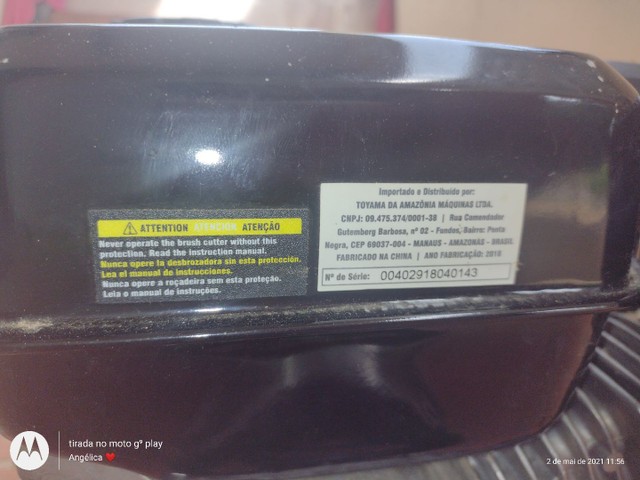 ATTENTION ATENCIÓN ATENÇÃO
Never operate the brush cutter without this
protection. Read the instruction manual.
Nunca opere la desbrozadora sin esta protección.
Lea el manual de instrucciones.
Nunca opere a roçadeira sem esta proteção.
Leia o manual de instruções.
Importado e Distribuído por:
TOYAMA DA AMAZÔNIA MÁQUINAS LTDA.
CNPJ: 09.475.374/0001-38 | Rua Comendador
Gutemberg Barbosa, nº 02 - Fundos, Bairro: Ponta
Negra, CEP 69037-004 - MANAUS - AMAZONAS - BRASIL
FABRICADO NA CHINA | ANO FABRICAÇÃO: 2018
Nº de Série: 00402918040143
tirada no moto g⁹ play
Angélica ❤
2 de mai de 2021 11:56